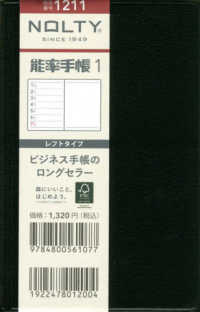 1211
NOLTY
SINCE 1949
能率手帳1
レフトタイプ
ビジネス手帳の
ロングセラー
森にいいこと、
はじめよう。
FSC
価格：1,320円（税込）
9784800561077
1922478012004